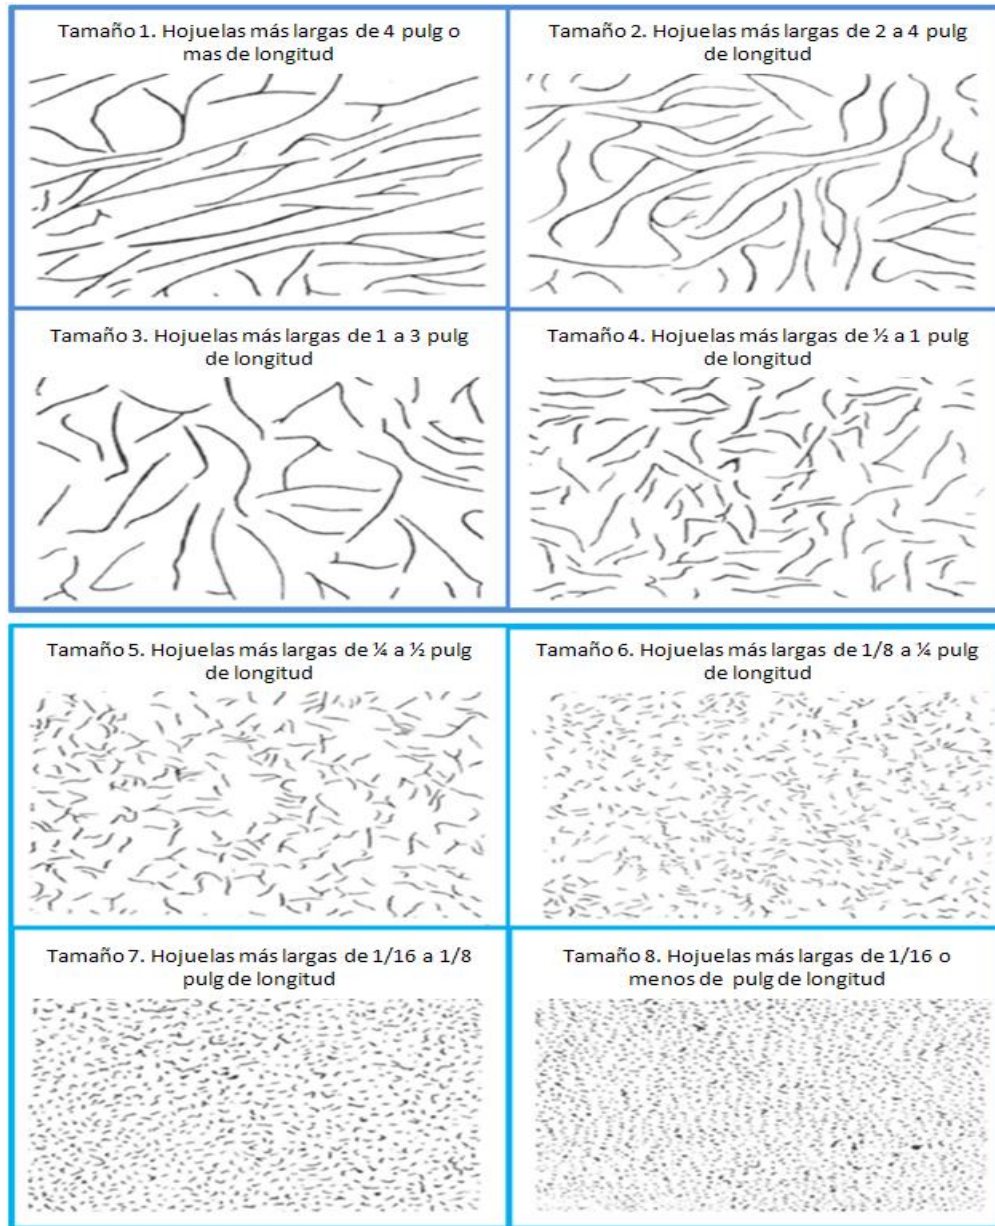 Tamaño 1. Hojuelas más largas de 4 pulg o
mas de longitud
Tamaño 2. Hojuelas más largas de 2 a 4 pulg
de longitud
Tamaño 3. Hojuelas más largas de 1 a 3 pulg
de longitud
Tamaño 4. Hojuelas más largas de ½ a 1 pulg
de longitud
Tamaño 5. Hojuelas más largas de ¼ a ½ pulg
de longitud
Tamaño 6. Hojuelas más largas de 1/8 a ¼ pulg
de longitud
Tamaño 7. Hojuelas más largas de 1/16 a 1/8
pulg de longitud
Tamaño 8. Hojuelas más largas de 1/16 o
menos de pulg de longitud